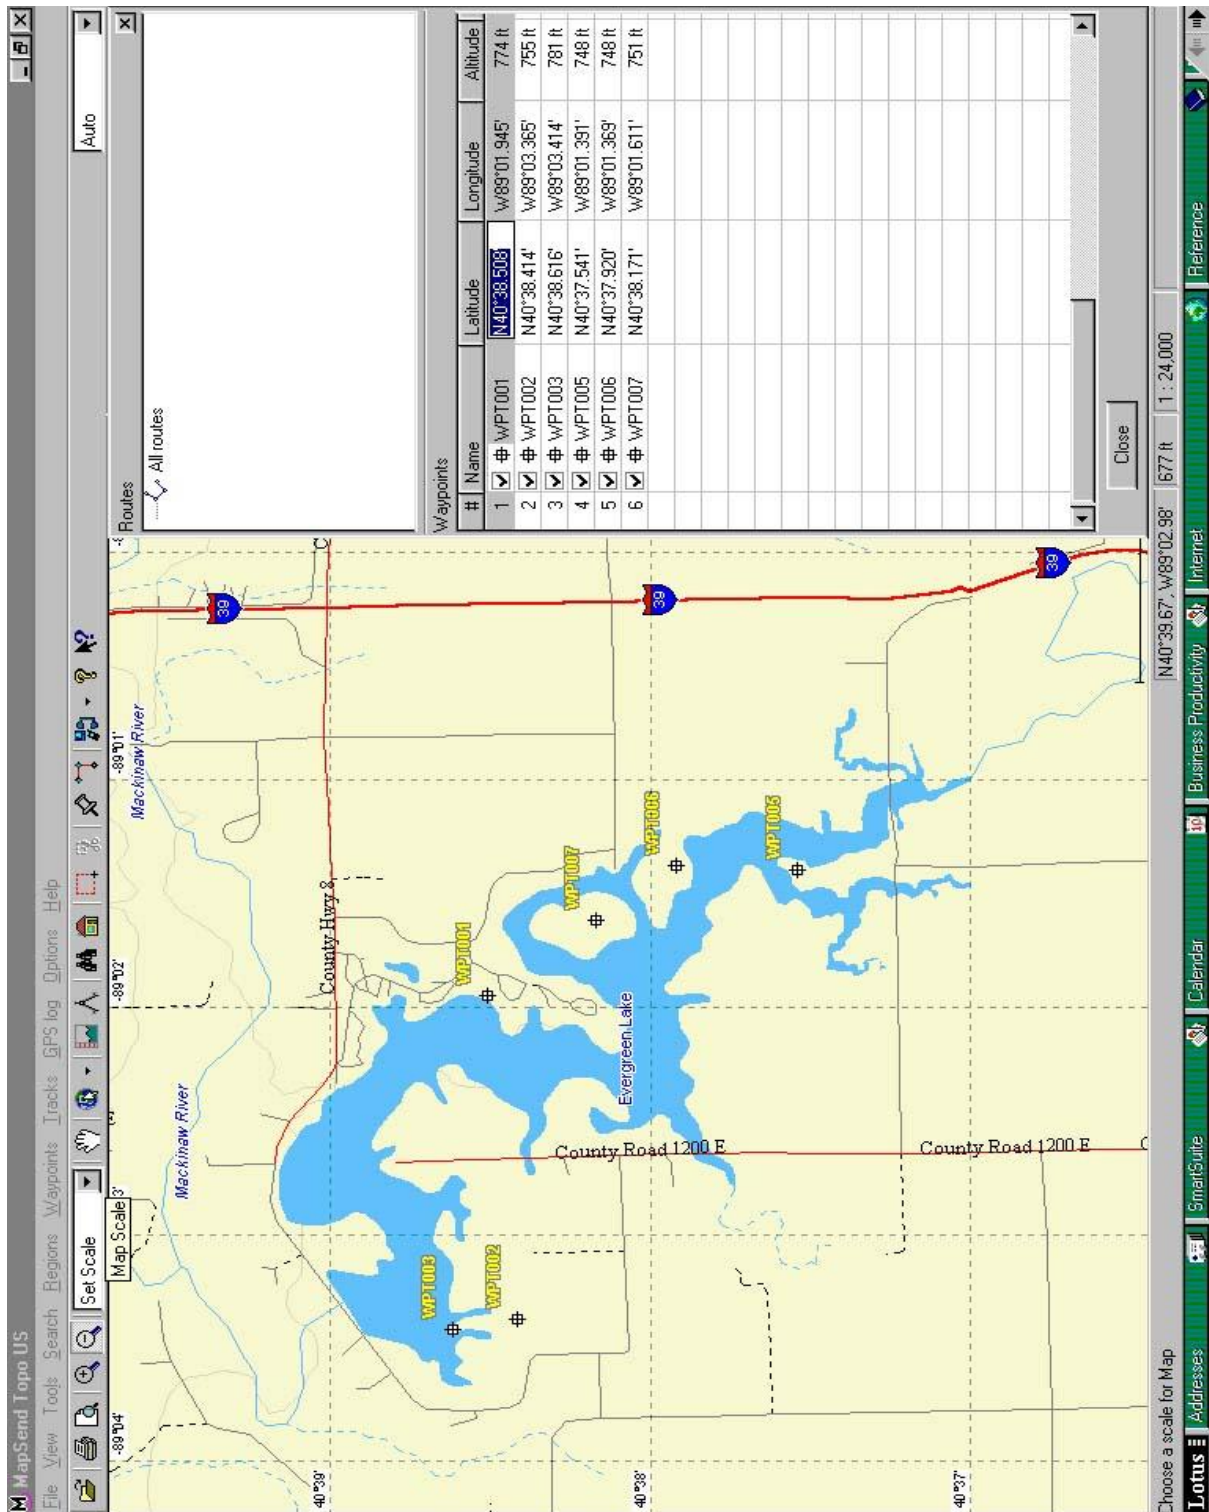 MapSend Topo US
File View Tools Search Regions Waypoints Tracks GPS log Options Help
Set Scale
Auto
Map Scale
-89°04'
3'
-89°02'
-89°01'
Mackinaw River
Mackinaw River
40°39'
County Hwy 8
39
WPT001
WPT003
WPT002
WPT007
Evergreen Lake
WPT006
40°38'
39
County Road 1200 E
WPT005
County Road 1200 E
40°37'
39
Routes
All routes
Waypoints
# Name Latitude Longitude Altitude
1 WPT001 N40°38.508' W89°01.945' 774 ft
2 WPT002 N40°38.414' W89°03.365' 755 ft
3 WPT003 N40°38.616' W89°03.414' 781 ft
4 WPT005 N40°37.541' W89°01.391' 748 ft
5 WPT006 N40°37.920' W89°01.369' 748 ft
6 WPT007 N40°38.171' W89°01.611' 751 ft
Close
Choose a scale for Map
N40°39.67', W89°02.98' 677 ft 1 : 24,000
Lotus Addresses SmartSuite Calendar Business Productivity Internet Reference